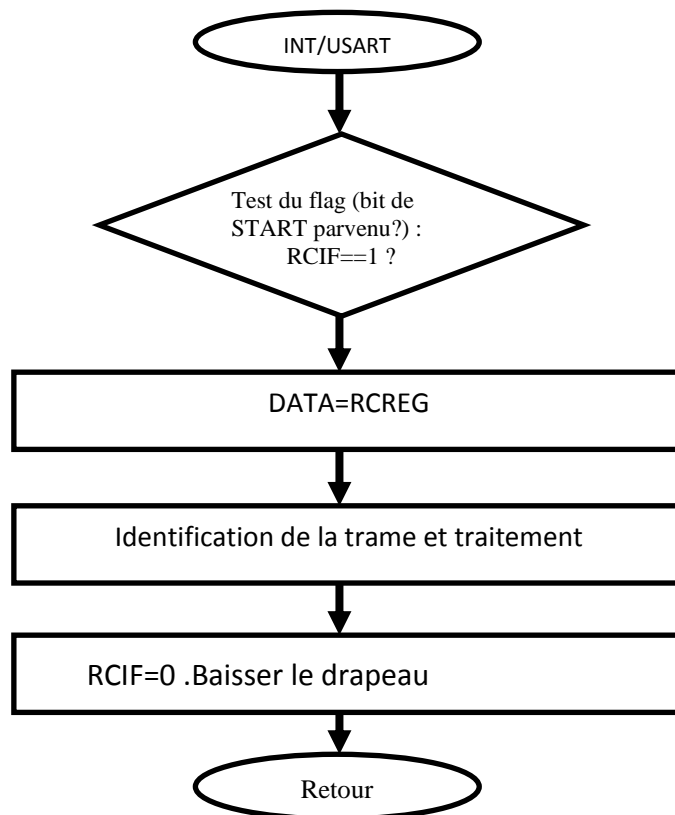 INT/USART
Test du flag (bit de
START parvenu?) :
RCIF==1 ?
DATA=RCREG
Identification de la trame et traitement
RCIF=0 .Baisser le drapeau
Retour